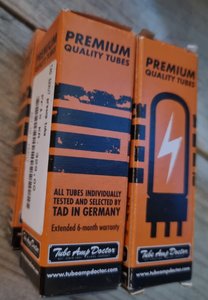 PREMIUM
QUALITY TUBES
ALL TUBES INDIVIDUALLY
TESTED AND SELECTED BY
TAD IN GERMANY
Extended 6-month warranty
Tube Amp Doctor
www.tubeampdoctor.com
PREMIUM
QUALITY TUBES
Tube Amp Doctor
www.tubeampdoctor.com